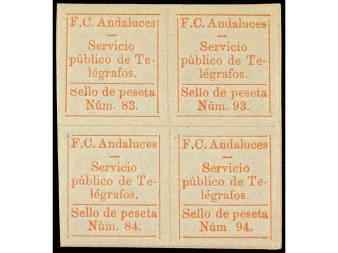 F.C. Andaluces
—
Servicio
público de Te-
légrafos.
Sello de peseta
Núm. 83.
F.C. Andaluces
—
Servicio
público de Te-
légrafos.
Sello de peseta
Núm. 93.
F.C. Andaluces
—
Servicio
público de Te-
légrafos.
Sello de peseta
Núm. 84.
F.C. Andaluces
—
Servicio
público de Te-
légrafos.
Sello de peseta
Núm. 94.